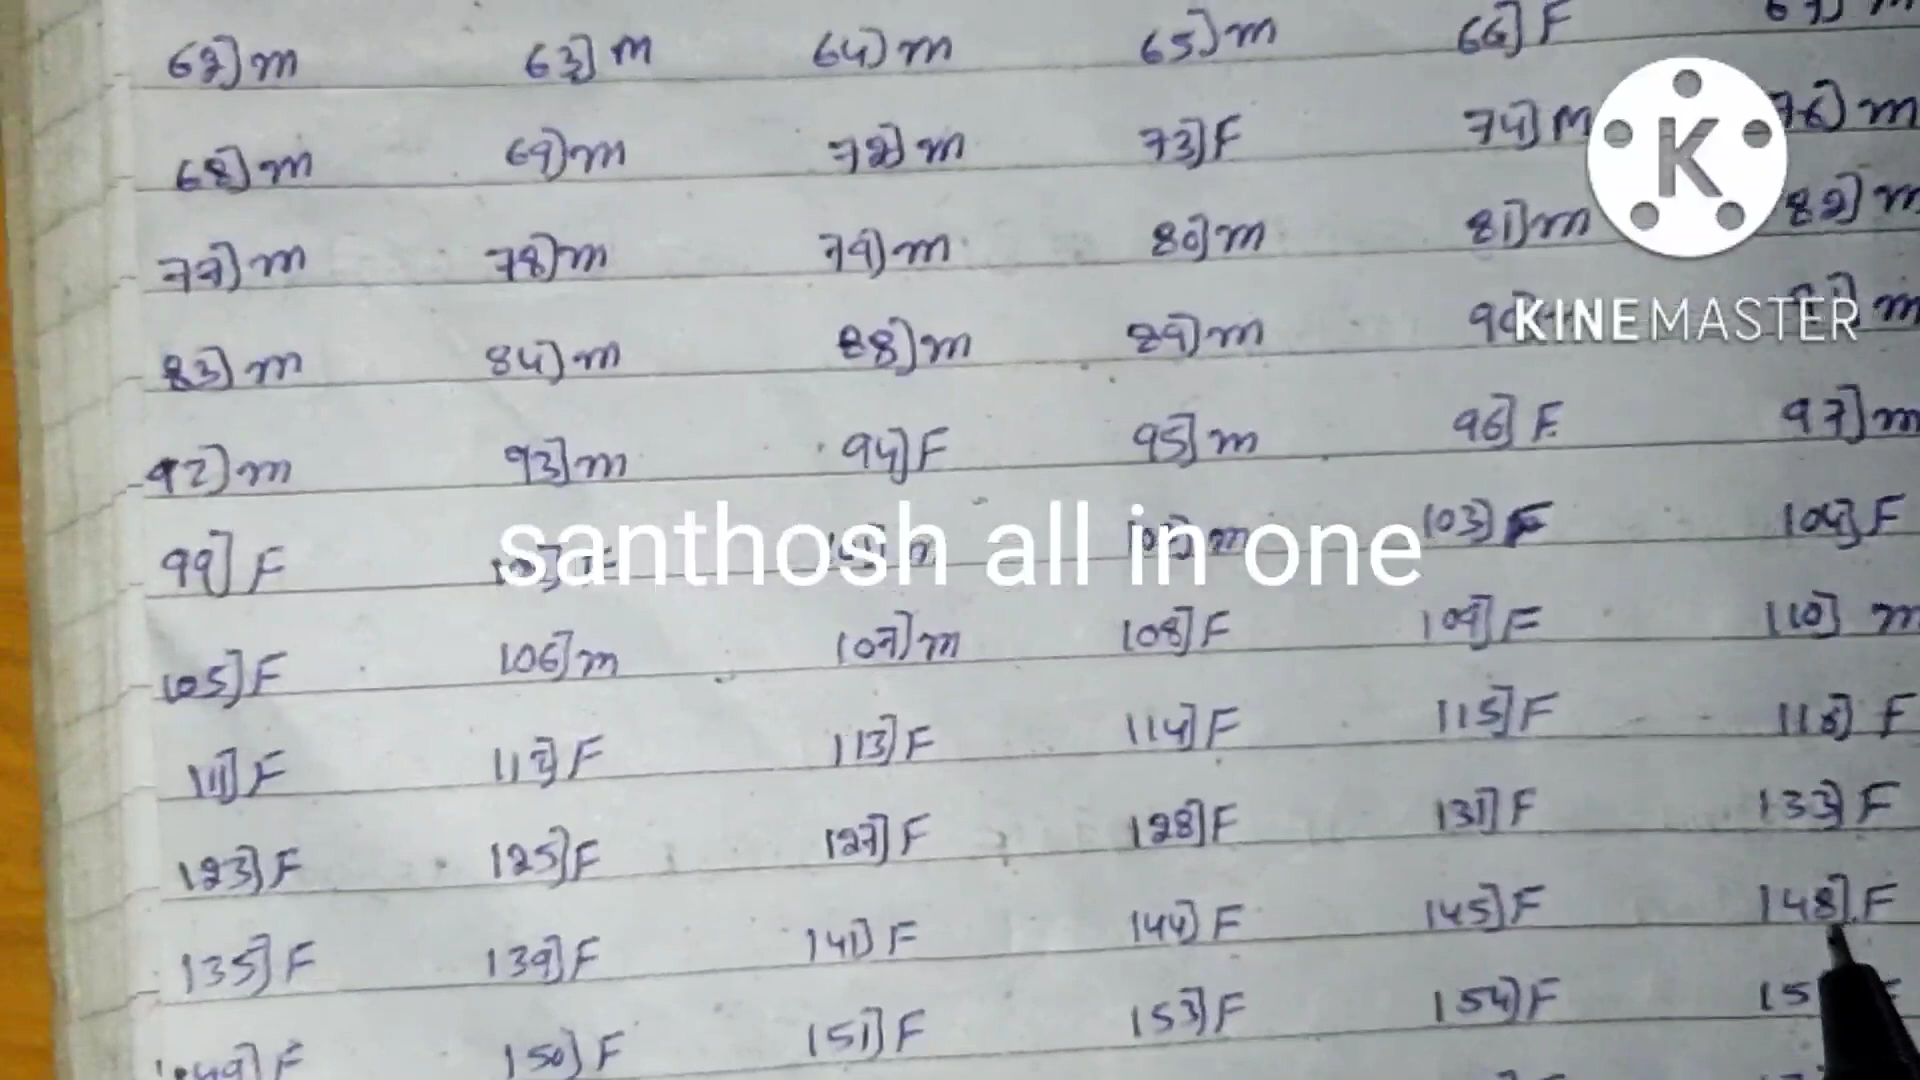 62] m 63] m 64] m 65] m 66] F 67] m
68] m 69] m 72] m 73] F 74] M 76] m
77] m 78] m 79] m 80] m 81] m 82] m
83] m 84] m 88] m 89] m m
KINEMASTER
92] m 93] m 94] F 95] m 96] F 97] m
99] F 103] F 104] F
santhosh all in one
105] F 106] m 107] m 108] F 109] F 110] m
111] F 112] F 113] F 114] F 115] F F
123] F 125] F 127] F 128] F 131] F 133] F
135] F 139] F 141] F 144] F 145] F 148] F
149] F 150] F 151] F 153] F 154] F